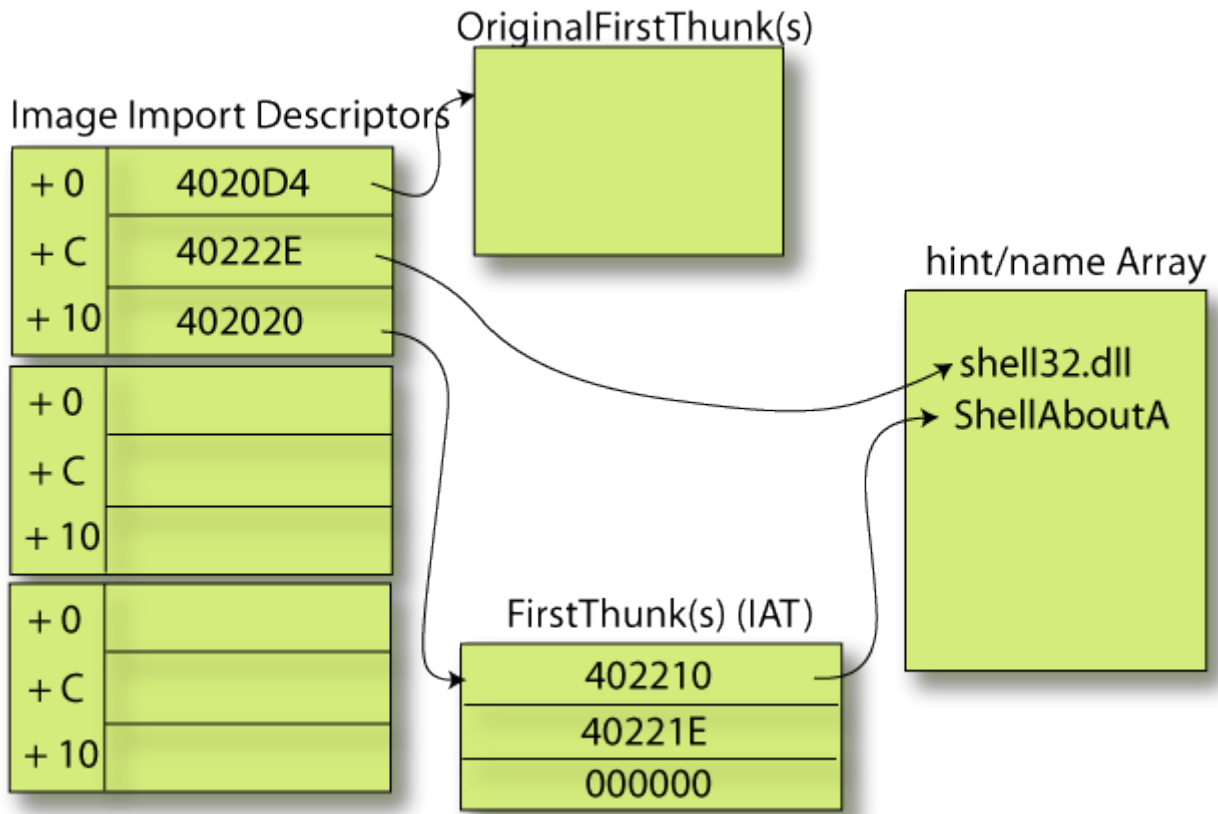 OriginalFirstThunk(s)
Image Import Descriptors
+ 0 4020D4
+ C 40222E
+ 10 402020
+ 0
+ C
+ 10
+ 0
+ C
+ 10
hint/name Array
shell32.dll
ShellAboutA
FirstThunk(s) (IAT)
402210
40221E
000000